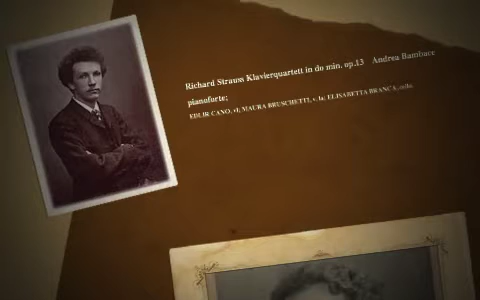 Richard Strauss Klavierquartett in do min. op.13 Andrea Bambace
pianoforte;
EDLIR CANO, vl; MAURA BRUSCHETTI, v. la; ELISABETTA BRANCA, cello.